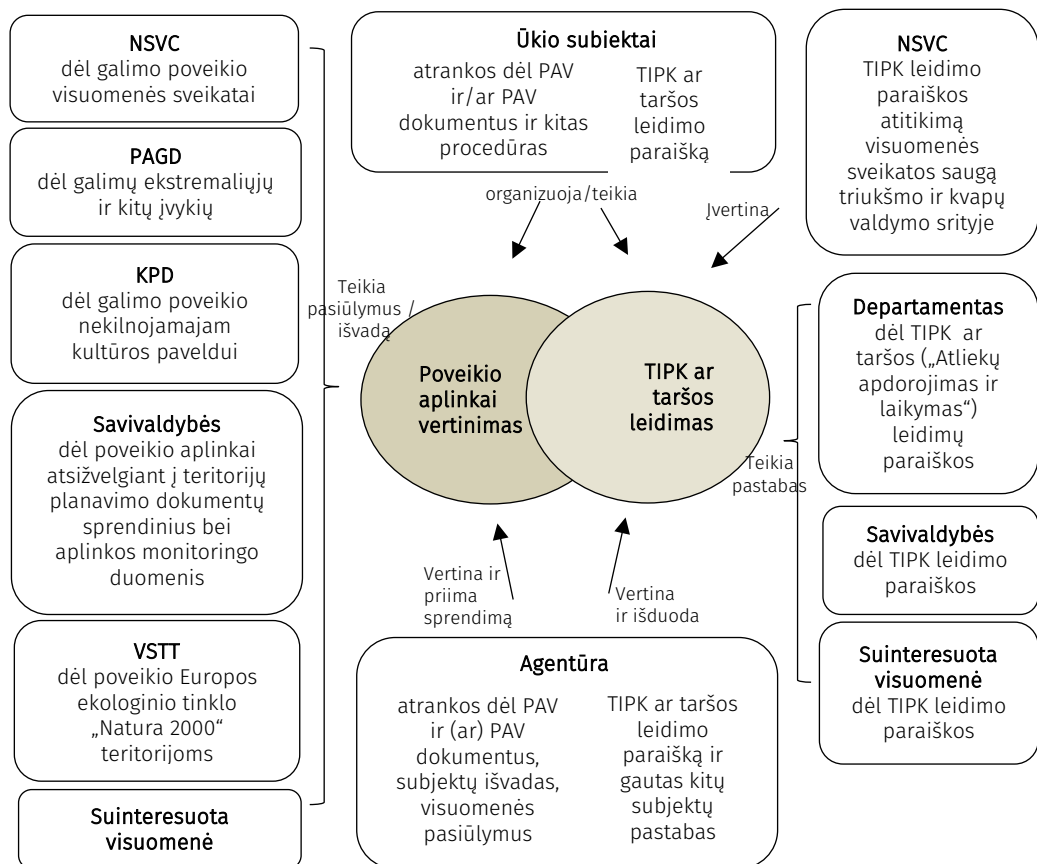 NSVC
dėl galimo poveikio
visuomenės sveikatai
PAGD
dėl galimų ekstremaliųjų
ir kitų įvykių
KPD
dėl galimo poveikio
nekilnojamajam
kultūros paveldui
Savivaldybės
dėl poveikio aplinkai
atsižvelgiant į teritorijų
planavimo dokumentų
sprendinius bei
aplinkos monitoringo
duomenis
VSTT
dėl poveikio Europos
ekologinio tinklo
„Natura 2000“
teritorijoms
Suinteresuota
visuomenė
Teikia
pasiūlymus /
išvadą
Ūkio subiektai
atrankos dėl PAV
ir/ar PAV
dokumentus ir kitas
procedūras
TIPK ar
taršos
leidimo
paraišką
organizuoja/teikia
Įvertina
Poveikio
aplinkai
vertinimas
TIPK ar
taršos
leidimas
Vertina ir
priima
sprendimą
Vertina
ir išduoda
Agentūra
atrankos dėl PAV
ir (ar) PAV
dokumentus,
subjektų išvadas,
visuomenės
pasiūlymus
TIPK ar taršos
leidimo
paraišką ir
gautas kitų
subjektų
pastabas
NSVC
TIPK leidimo
paraiškos
atitikimą
visuomenės
sveikatos saugą
triukšmo ir kvapų
valdymo srityje
Teikia
pastabas
Departamentas
dėl TIPK ar
taršos („Atliekų
apdorojimas ir
laikymas“)
leidimų
paraiškos
Savivaldybės
dėl TIPK leidimo
paraiškos
Suinteresuota
visuomenė
dėl TIPK leidimo
paraiškos